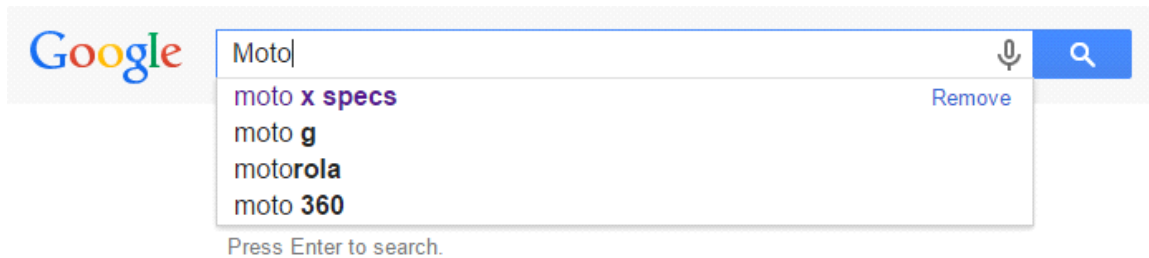 Google Moto
moto x specs Remove
moto g
motorola
moto 360
Press Enter to search.